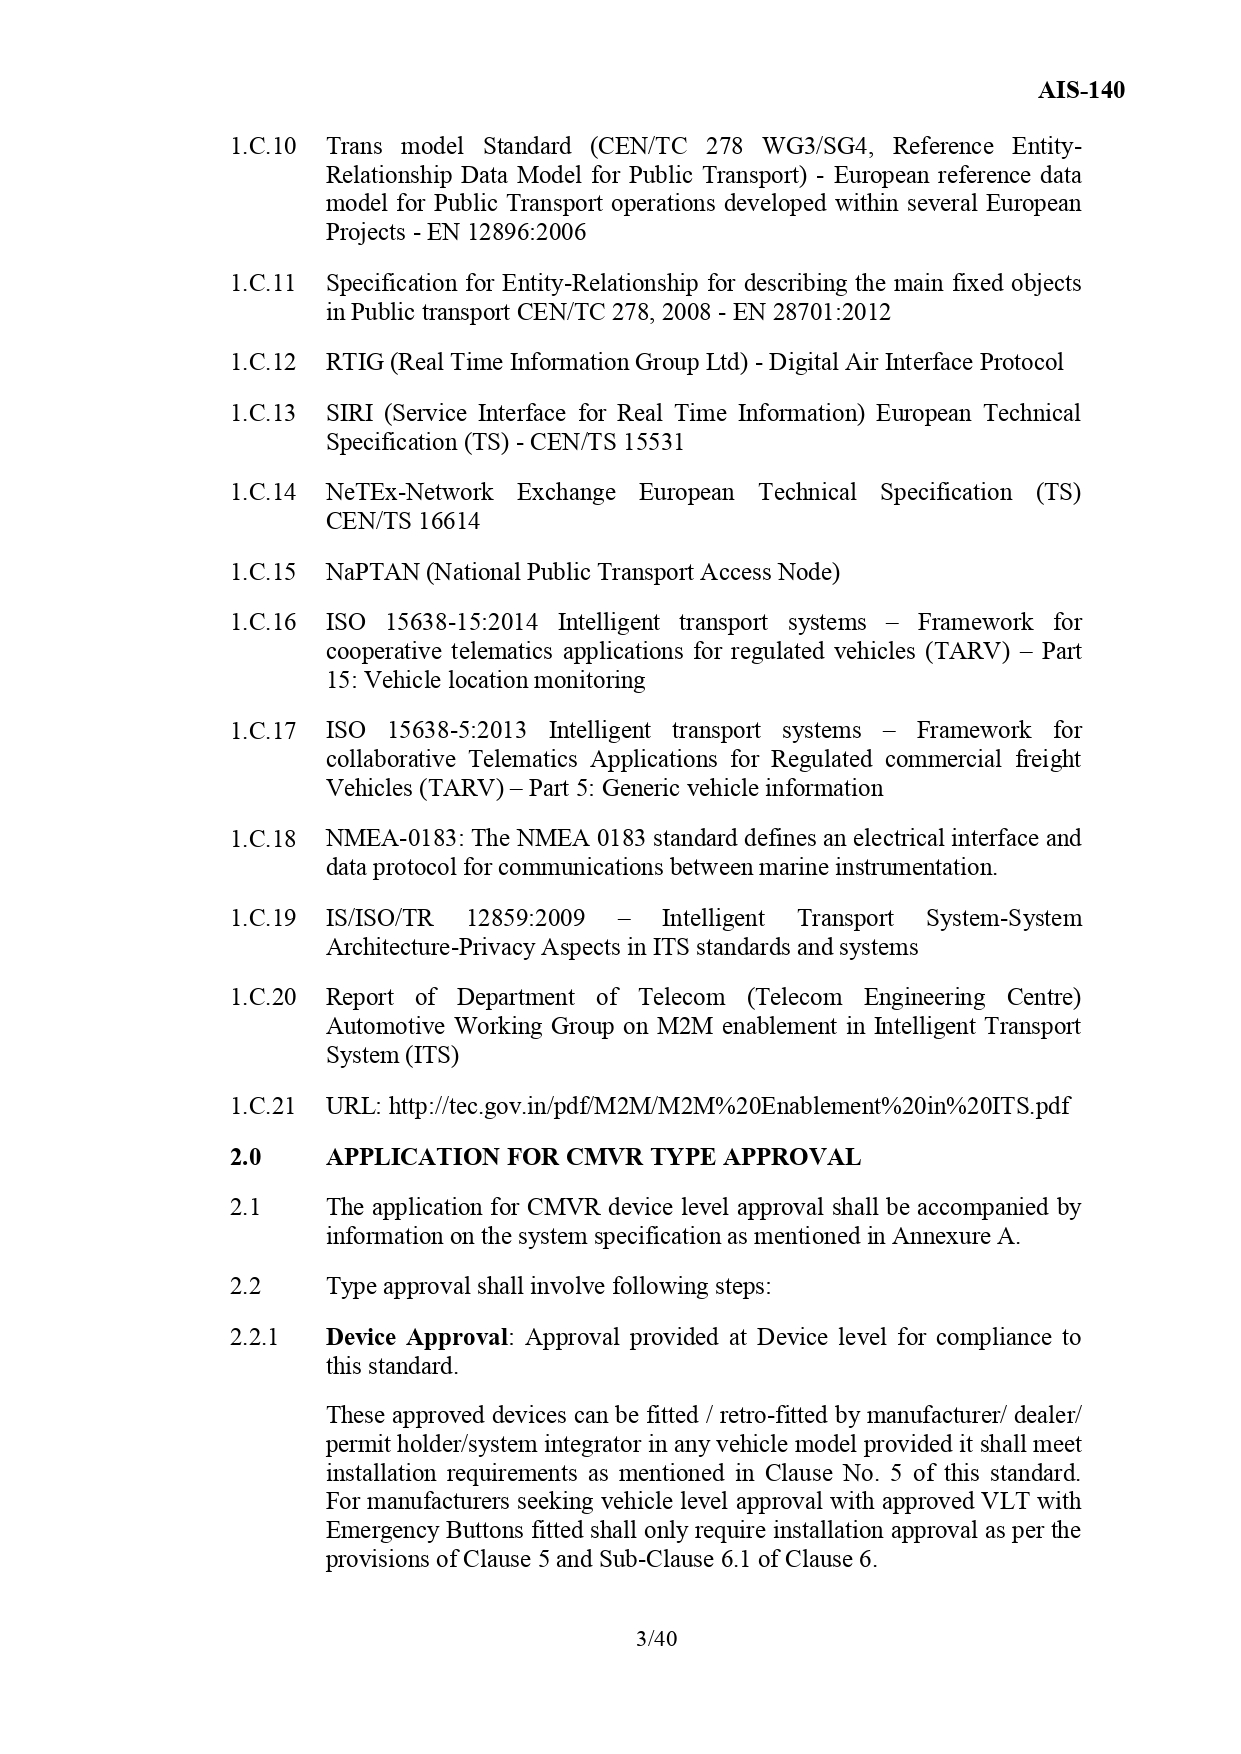 AIS-140
1.C.10 Trans model Standard (CEN/TC 278 WG3/SG4, Reference Entity-
Relationship Data Model for Public Transport) - European reference data
model for Public Transport operations developed within several European
Projects - EN 12896:2006
1.C.11 Specification for Entity-Relationship for describing the main fixed objects
in Public transport CEN/TC 278, 2008 - EN 28701:2012
1.C.12 RTIG (Real Time Information Group Ltd) - Digital Air Interface Protocol
1.C.13 SIRI (Service Interface for Real Time Information) European Technical
Specification (TS) - CEN/TS 15531
1.C.14 NeTEx-Network Exchange European Technical Specification (TS)
CEN/TS 16614
1.C.15 NaPTAN (National Public Transport Access Node)
1.C.16 ISO 15638-15:2014 Intelligent transport systems – Framework for
cooperative telematics applications for regulated vehicles (TARV) – Part
15: Vehicle location monitoring
1.C.17 ISO 15638-5:2013 Intelligent transport systems – Framework for
collaborative Telematics Applications for Regulated commercial freight
Vehicles (TARV) – Part 5: Generic vehicle information
1.C.18 NMEA-0183: The NMEA 0183 standard defines an electrical interface and
data protocol for communications between marine instrumentation.
1.C.19 IS/ISO/TR 12859:2009 – Intelligent Transport System-System
Architecture-Privacy Aspects in ITS standards and systems
1.C.20 Report of Department of Telecom (Telecom Engineering Centre)
Automotive Working Group on M2M enablement in Intelligent Transport
System (ITS)
1.C.21 URL: http://tec.gov.in/pdf/M2M/M2M%20Enablement%20in%20ITS.pdf
2.0 APPLICATION FOR CMVR TYPE APPROVAL
2.1 The application for CMVR device level approval shall be accompanied by
information on the system specification as mentioned in Annexure A.
2.2 Type approval shall involve following steps:
2.2.1 Device Approval: Approval provided at Device level for compliance to
this standard.
These approved devices can be fitted / retro-fitted by manufacturer/ dealer/
permit holder/system integrator in any vehicle model provided it shall meet
installation requirements as mentioned in Clause No. 5 of this standard.
For manufacturers seeking vehicle level approval with approved VLT with
Emergency Buttons fitted shall only require installation approval as per the
provisions of Clause 5 and Sub-Clause 6.1 of Clause 6.
3/40